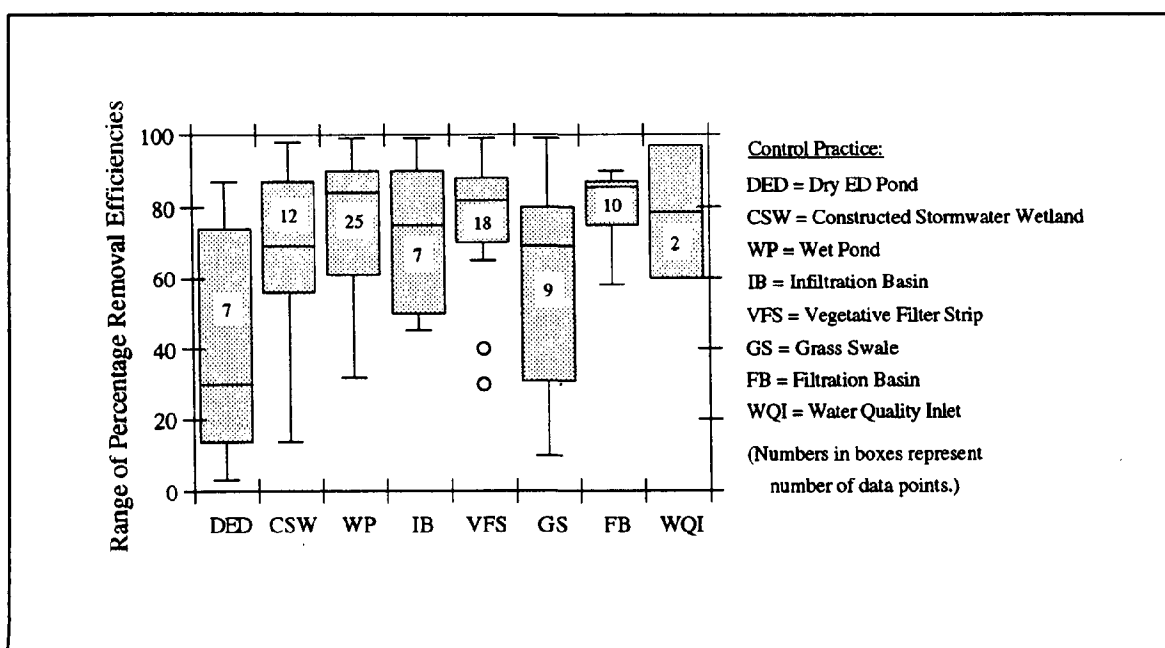 Range of Percentage Removal Efficiencies
100
80
60
40
20
0
7
12
25
7
18
9
10
2
DED
CSW
WP
IB
VFS
GS
FB
WQI
Control Practice:
DED = Dry ED Pond
CSW = Constructed Stormwater Wetland
WP = Wet Pond
IB = Infiltration Basin
VFS = Vegetative Filter Strip
GS = Grass Swale
FB = Filtration Basin
WQI = Water Quality Inlet
(Numbers in boxes represent
number of data points.)